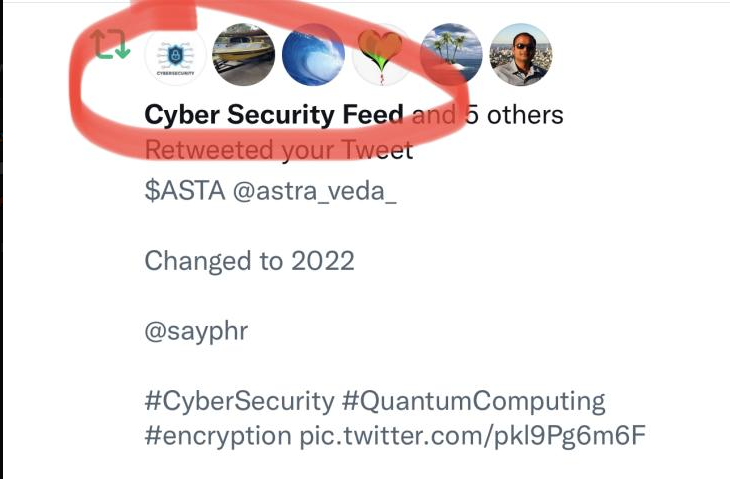 CYBERSECURITY
Cyber Security Feed and 5 others
Retweeted your Tweet
$ASTA @astra_veda_
Changed to 2022
@sayphr
#CyberSecurity #QuantumComputing
#encryption pic.twitter.com/pkl9Pg6m6F